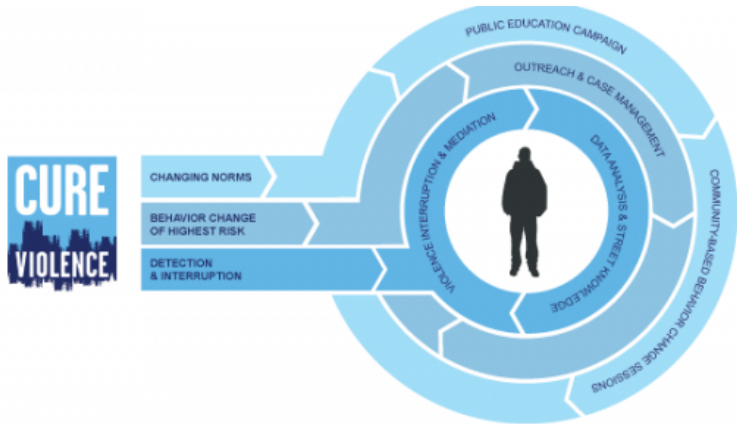 PUBLIC EDUCATION CAMPAIGN
OUTREACH & CASE MANAGEMENT
VIOLENCE INTERRUPTION & MEDIATION
DATA ANALYSIS & STREET KNOWLEDGE
COMMUNITY-BASED BEHAVIOR CHANGE SESSIONS
CURE
VIOLENCE
CHANGING NORMS
BEHAVIOR CHANGE
OF HIGHEST RISK
DETECTION
& INTERRUPTION